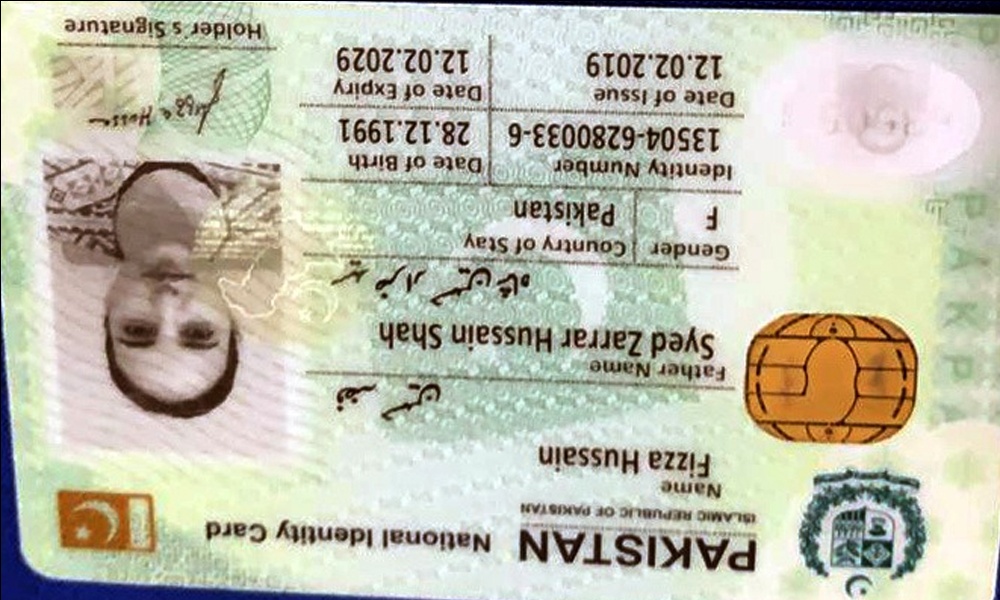 PAKISTAN National Identity Card
ISLAMIC REPUBLIC OF PAKISTAN
Name
Fizza Hussain
فضہ حسین
Father Name
Syed Zarrar Hussain Shah
سید ضرار حسین شاہ
Gender Country of Stay
F Pakistan
Identity Number Date of Birth
13504-6280033-6 28.12.1991
Date of Issue Date of Expiry
12.02.2019 12.02.2029
Holder's Signature